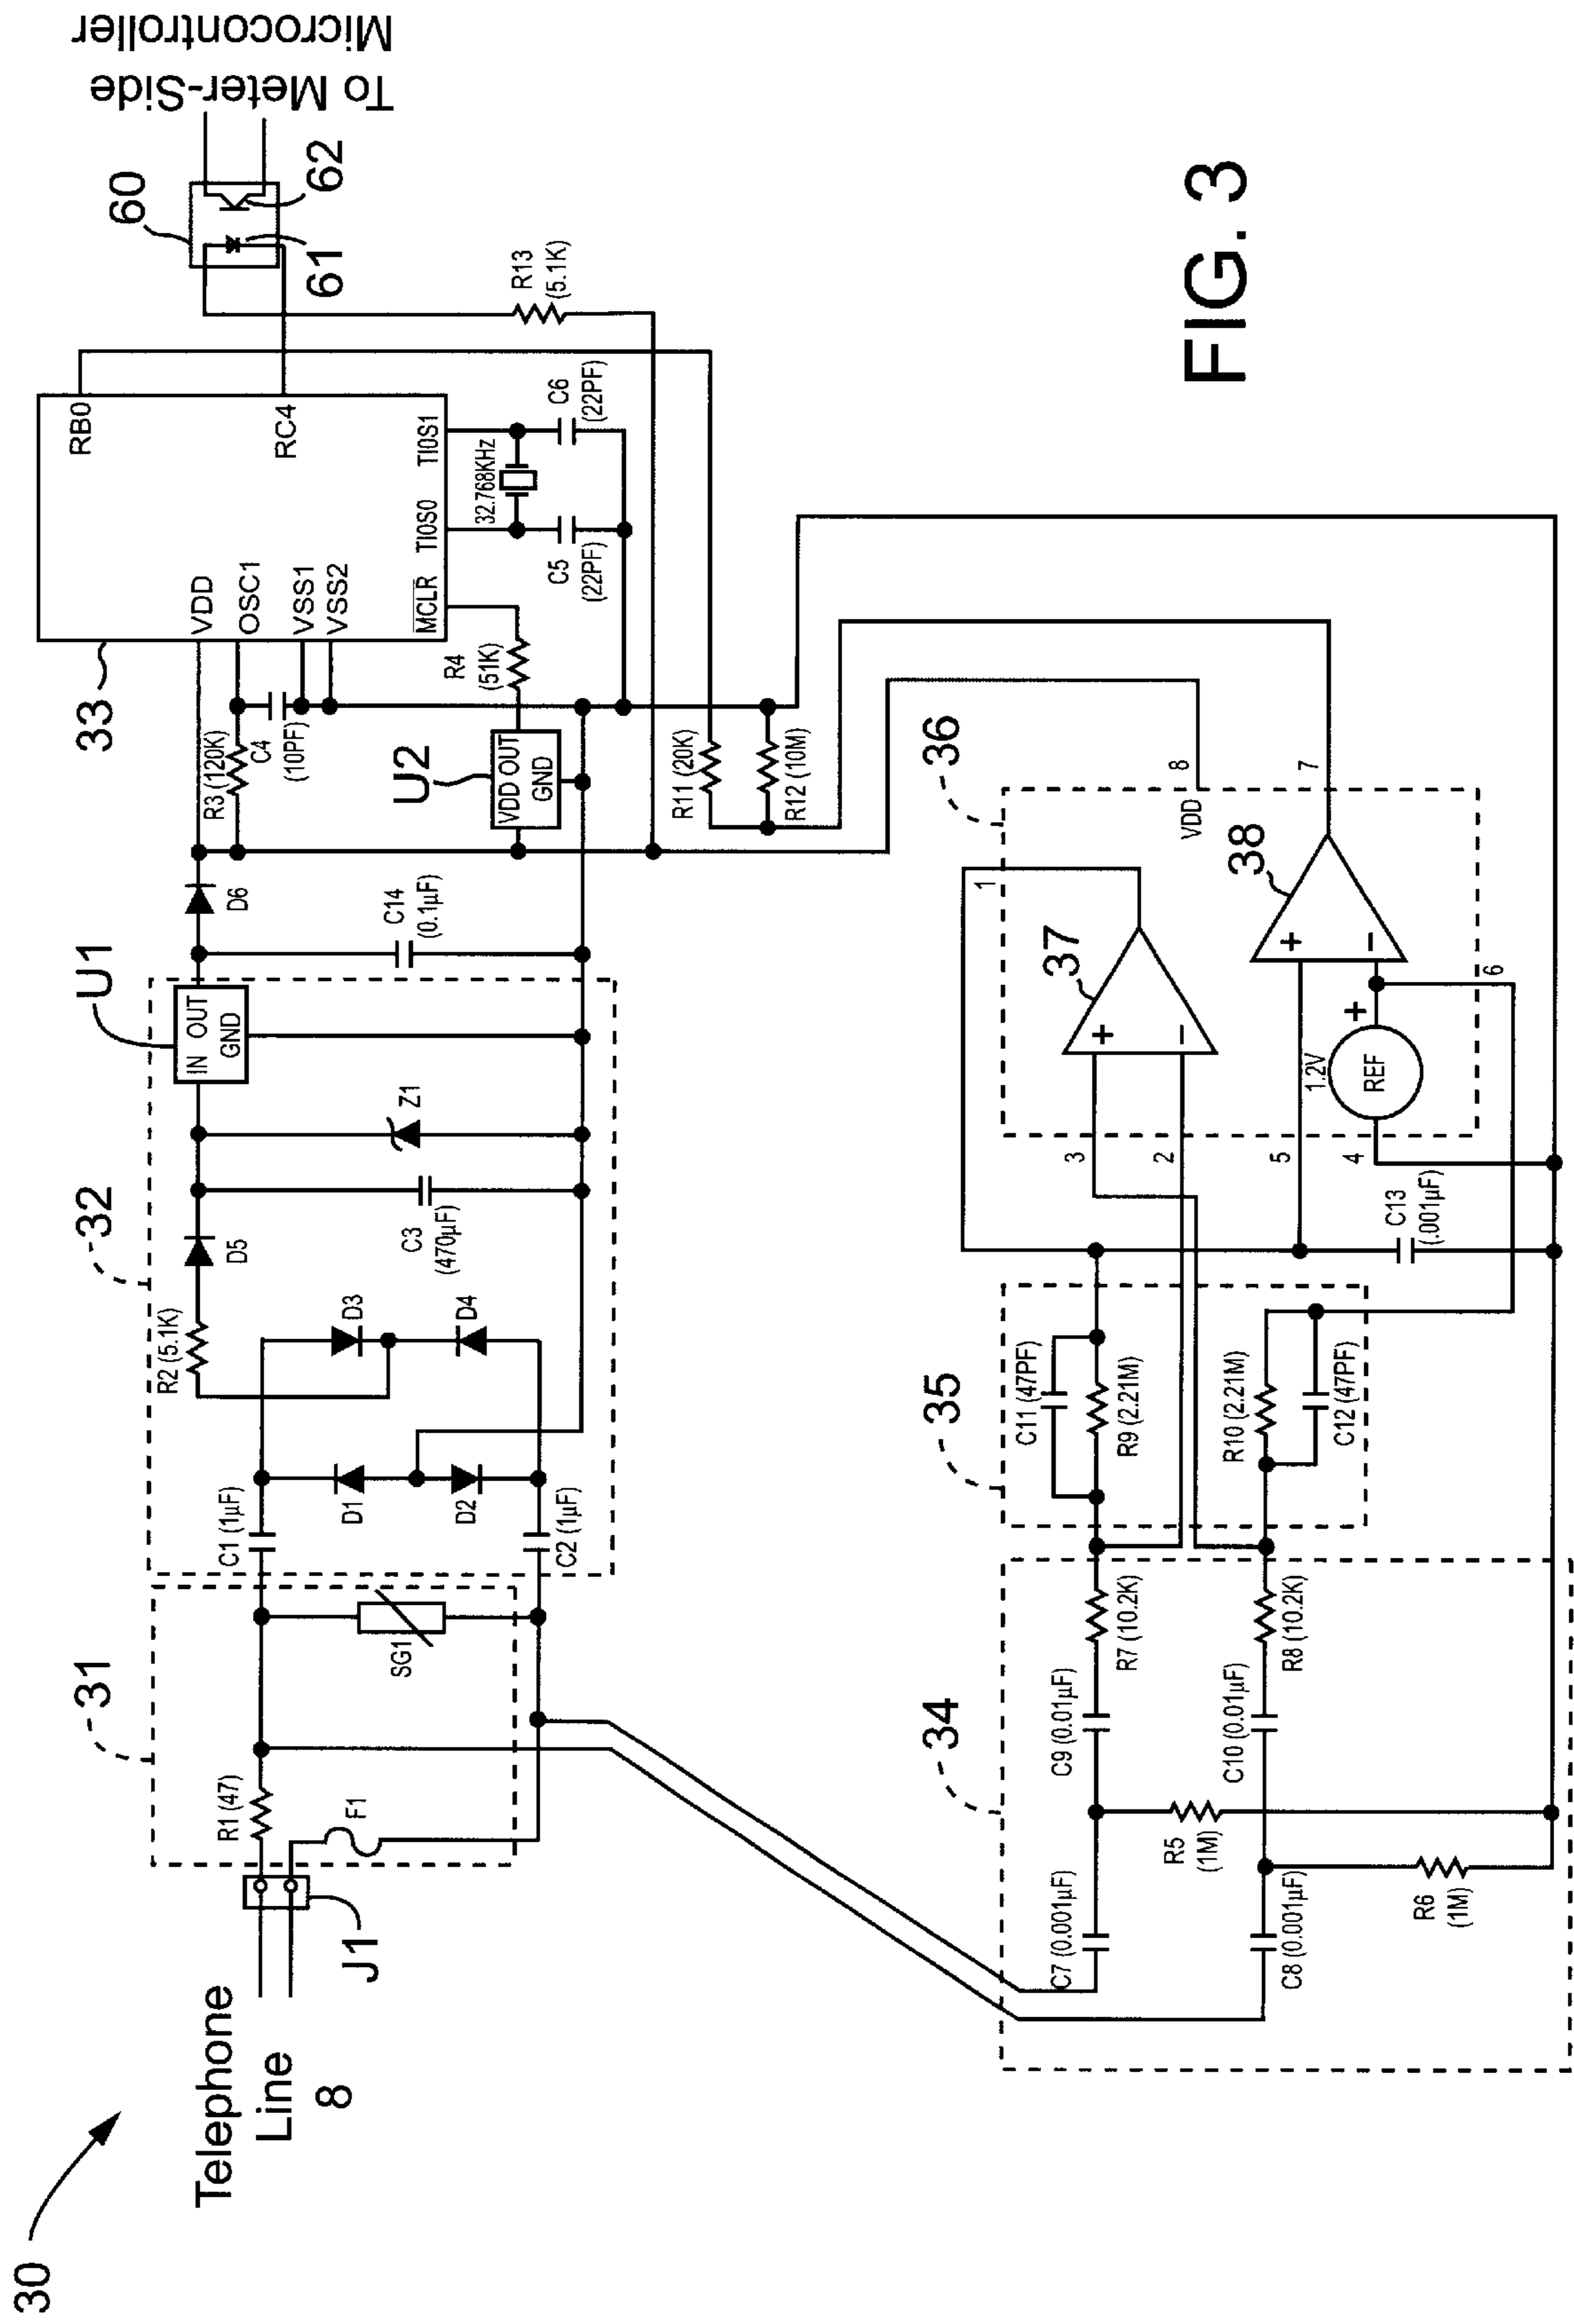 30
Telephone
Line
8
J1
31
R1 (47)
F1
SG1
32
C1 (1µF)
C2 (1µF)
D1
D2
D3
D4
R2 (5.1K)
D5
C3
(470µF)
Z1
U1
IN OUT
GND
C14
(0.1µF)
D6
33
R3 (120K)
C4
(10PF)
U2
VDD OUT
GND
R4
(51K)
VDD
OSC1
VSS1
VSS2
MCLR
TIOS0
TIOS1
RB0
RC4
32.768KHz
C5
(22PF)
C6
(22PF)
R13
(5.1K)
60
61
62
To Meter-Side
Microcontroller
R11 (20K)
R12 (10M)
34
C7 (0.001µF)
C8 (0.001µF)
R5
(1M)
R6
(1M)
C9 (0.01µF)
C10 (0.01µF)
R7 (10.2K)
R8 (10.2K)
35
C11 (47PF)
R9 (2.21M)
R10 (2.21M)
C12 (47PF)
C13
(.001µF)
36
3
2
5
4
37
+
−
1
38
+
−
1.2V
REF
+
6
VDD
8
7
FIG. 3